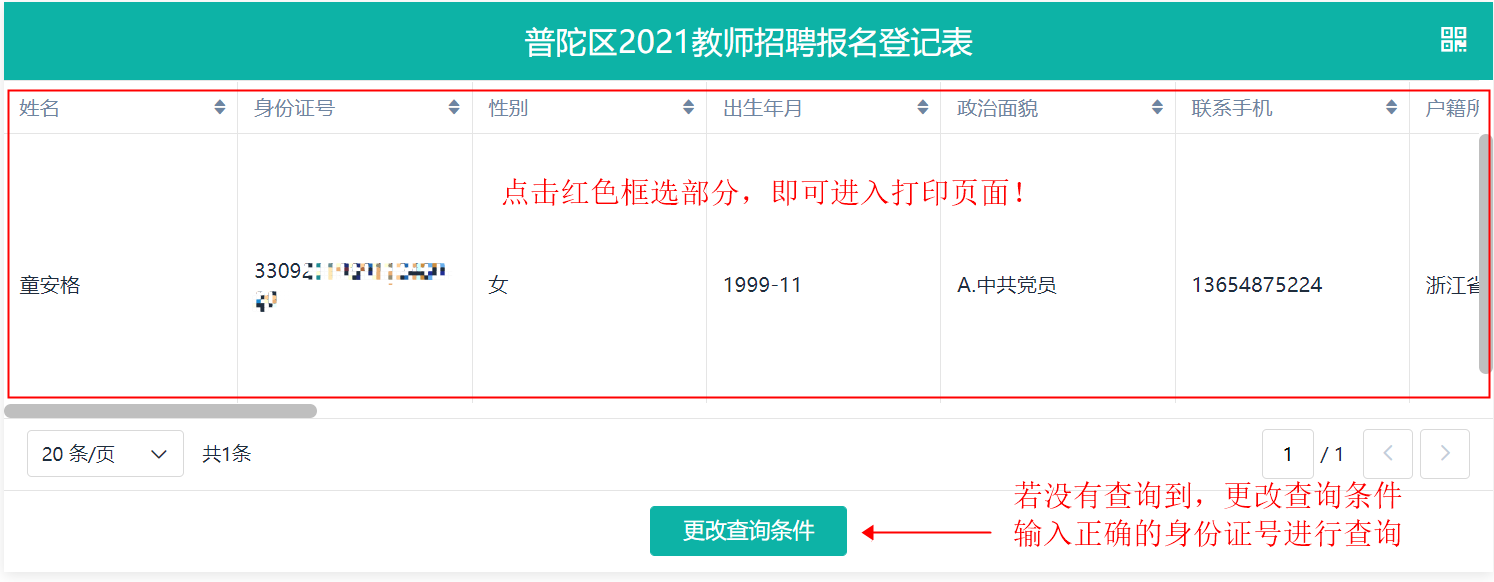 普陀区2021教师招聘报名登记表
姓名 身份证号 性别 出生年月 政治面貌 联系手机 户籍所
点击红色框选部分，即可进入打印页面！
童安格 33092 女 1999-11 A.中共党员 13654875224 浙江省
20 条/页 共1条 1 / 1
若没有查询到，更改查询条件
更改查询条件 输入正确的身份证号进行查询